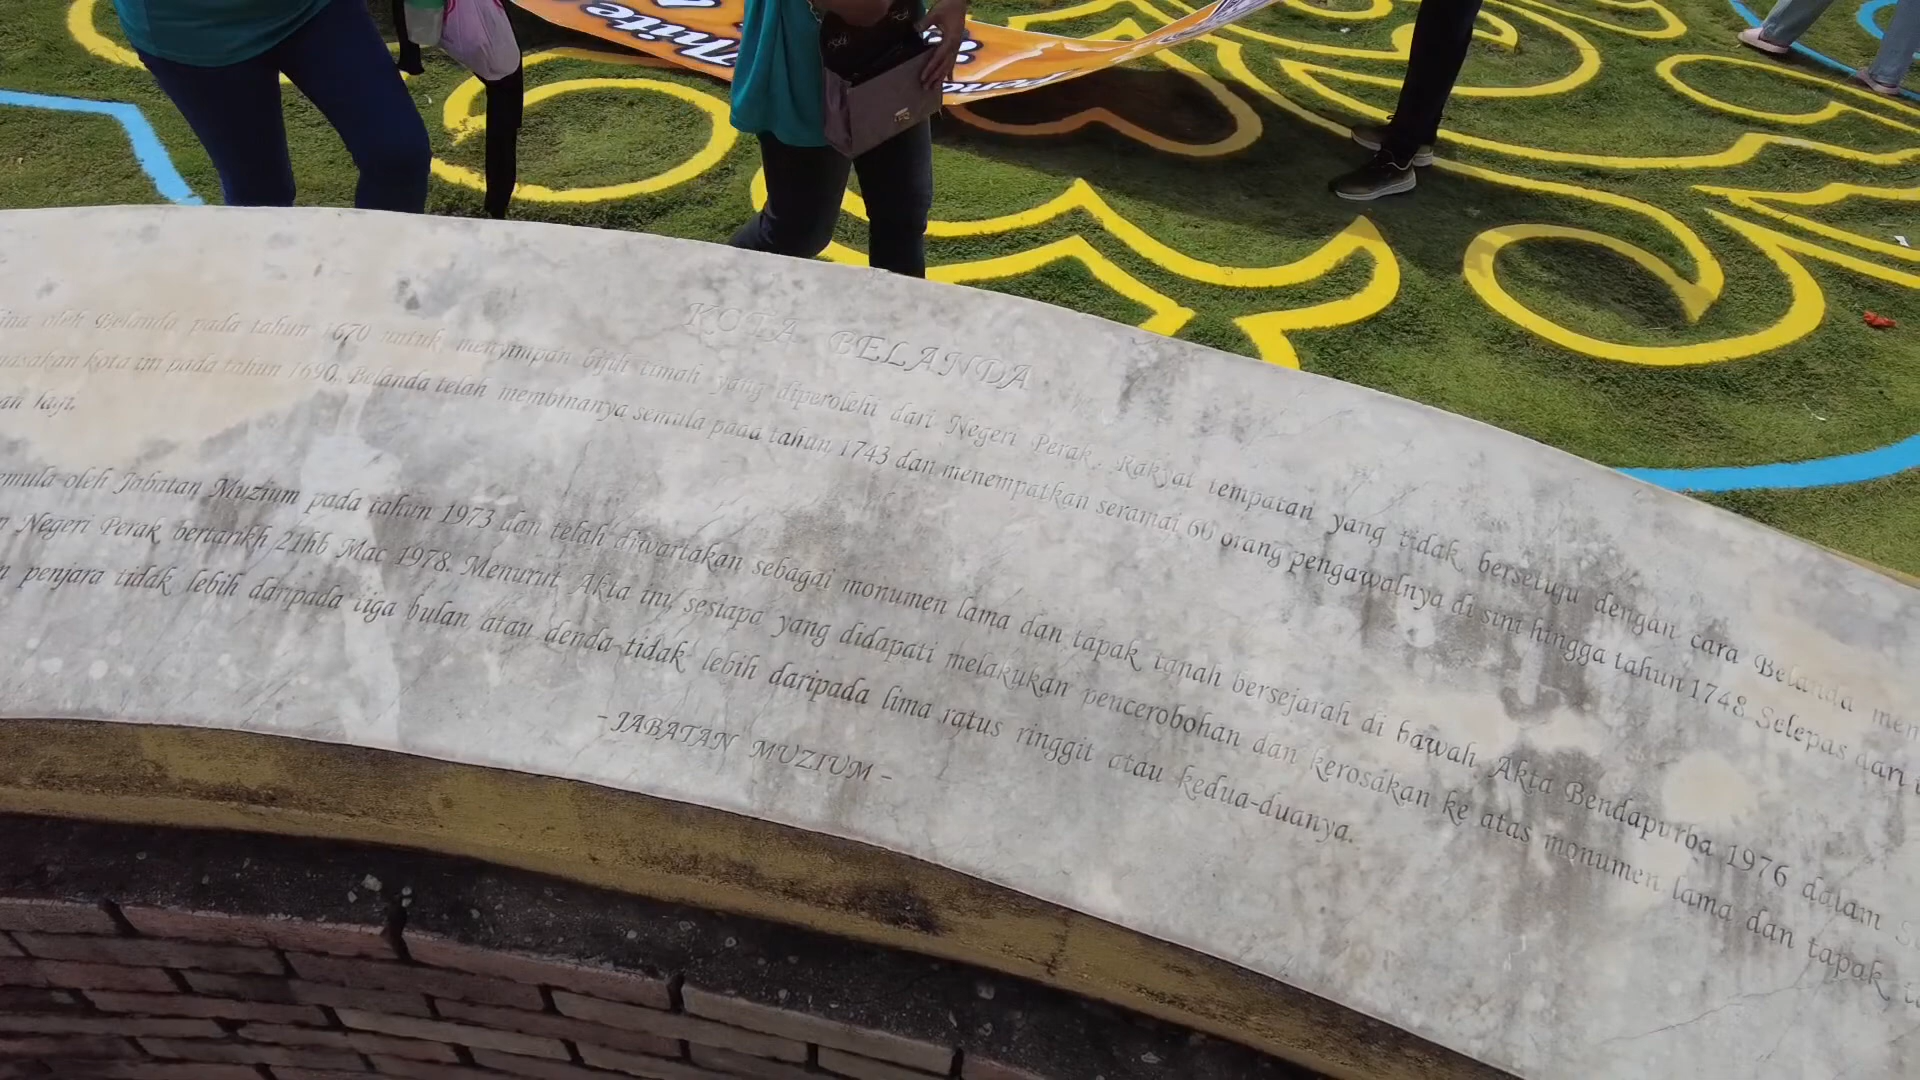 KOTA BELANDA
ina oleh Belanda pada tahun 1670 untuk menyimpan bijih timah yang diperolehi dari Negeri Perak. Rakyat tempatan yang tidak bersetuju dengan cara Belanda men
nasakan kota ini pada tahun 1690. Belanda telah membinanya semula pada tahun 1743 dan menempatkan seramai 60 orang pengawalnya di sini hingga tahun 1748. Selepas dari
an lagi.
emula oleh Jabatan Muzium pada tahun 1973 dan telah diwartakan sebagai monumen lama dan tapak tanah bersejarah di bawah Akta Bendapurba 1976 dalam
n Negeri Perak bertarikh 21hb Mac 1978. Menurut Akta ini, sesiapa yang didapati melakukan pencerobohan dan kerosakan ke atas monumen lama dan tapak
n penjara tidak lebih daripada tiga bulan atau denda tidak lebih daripada lima ratus ringgit atau kedua-duanya.
- JABATAN MUZIUM -